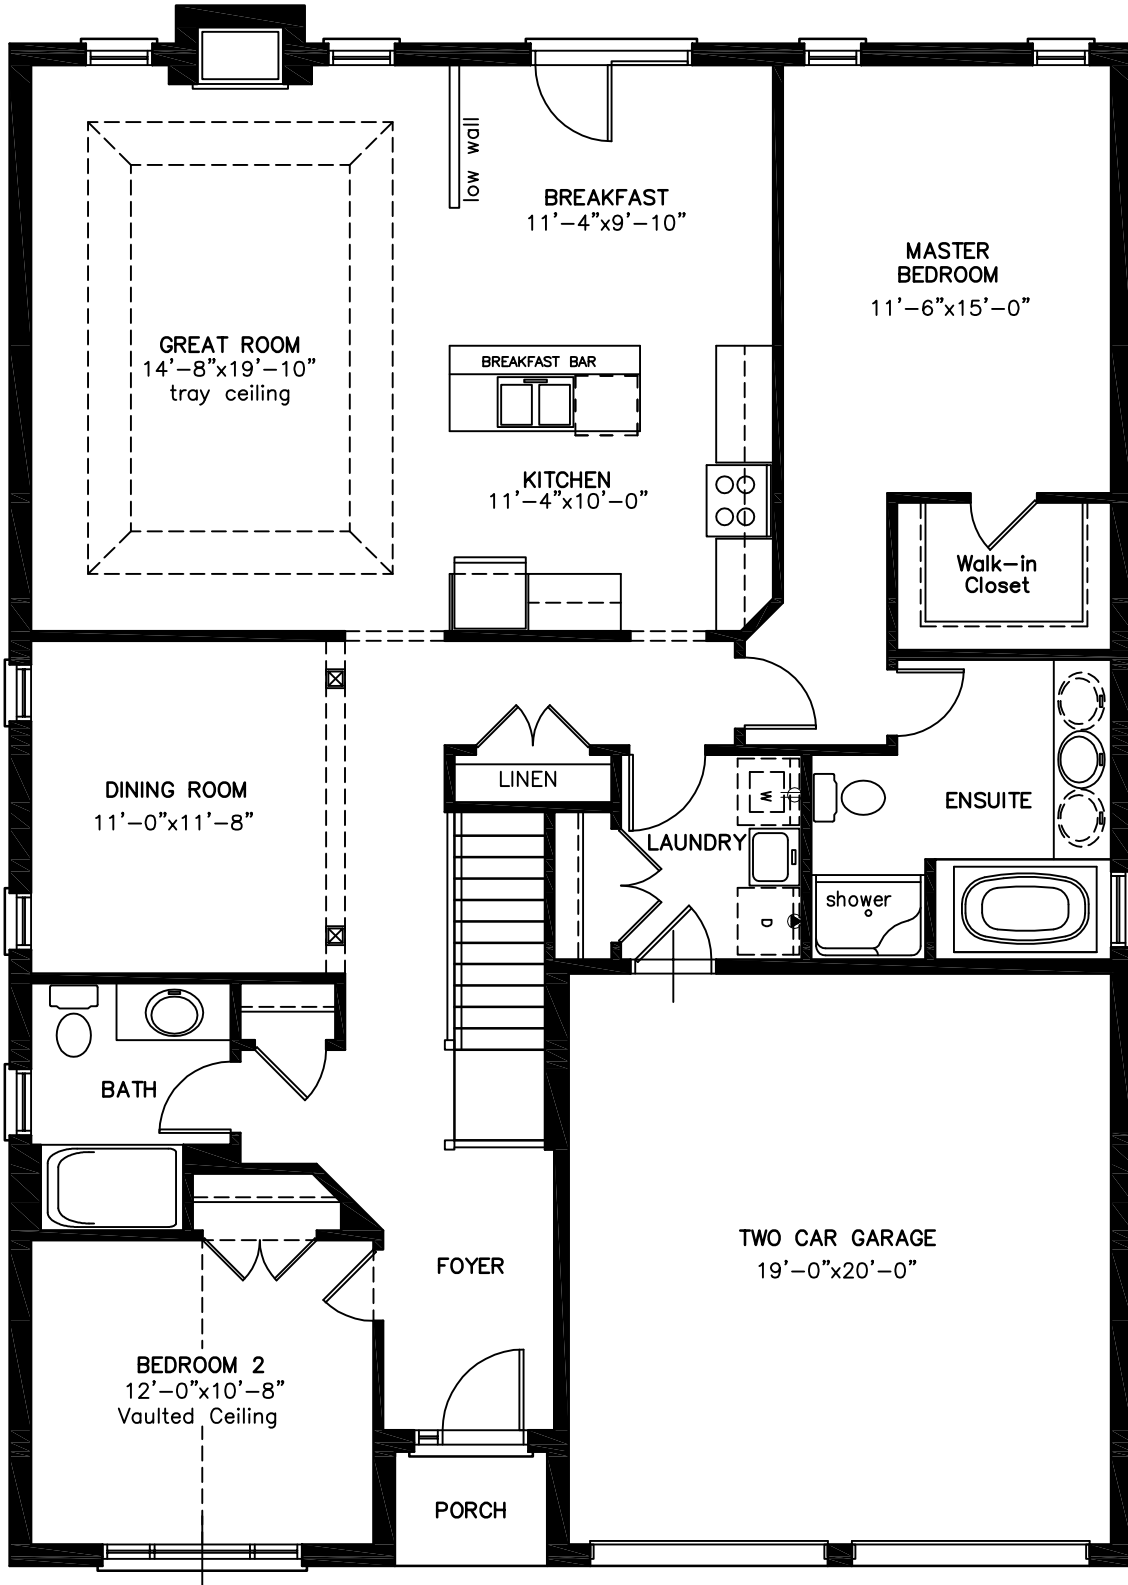 low wall
BREAKFAST
11'-4"x9'-10"
MASTER
BEDROOM
11'-6"x15'-0"
GREAT ROOM
14'-8"x19'-10"
tray ceiling
BREAKFAST BAR
KITCHEN
11'-4"x10'-0"
Walk-in
Closet
LINEN
DINING ROOM
11'-0"x11'-8"
W
ENSUITE
LAUNDRY
shower
D
BATH
FOYER
TWO CAR GARAGE
19'-0"x20'-0"
BEDROOM 2
12'-0"x10'-8"
Vaulted Ceiling
PORCH